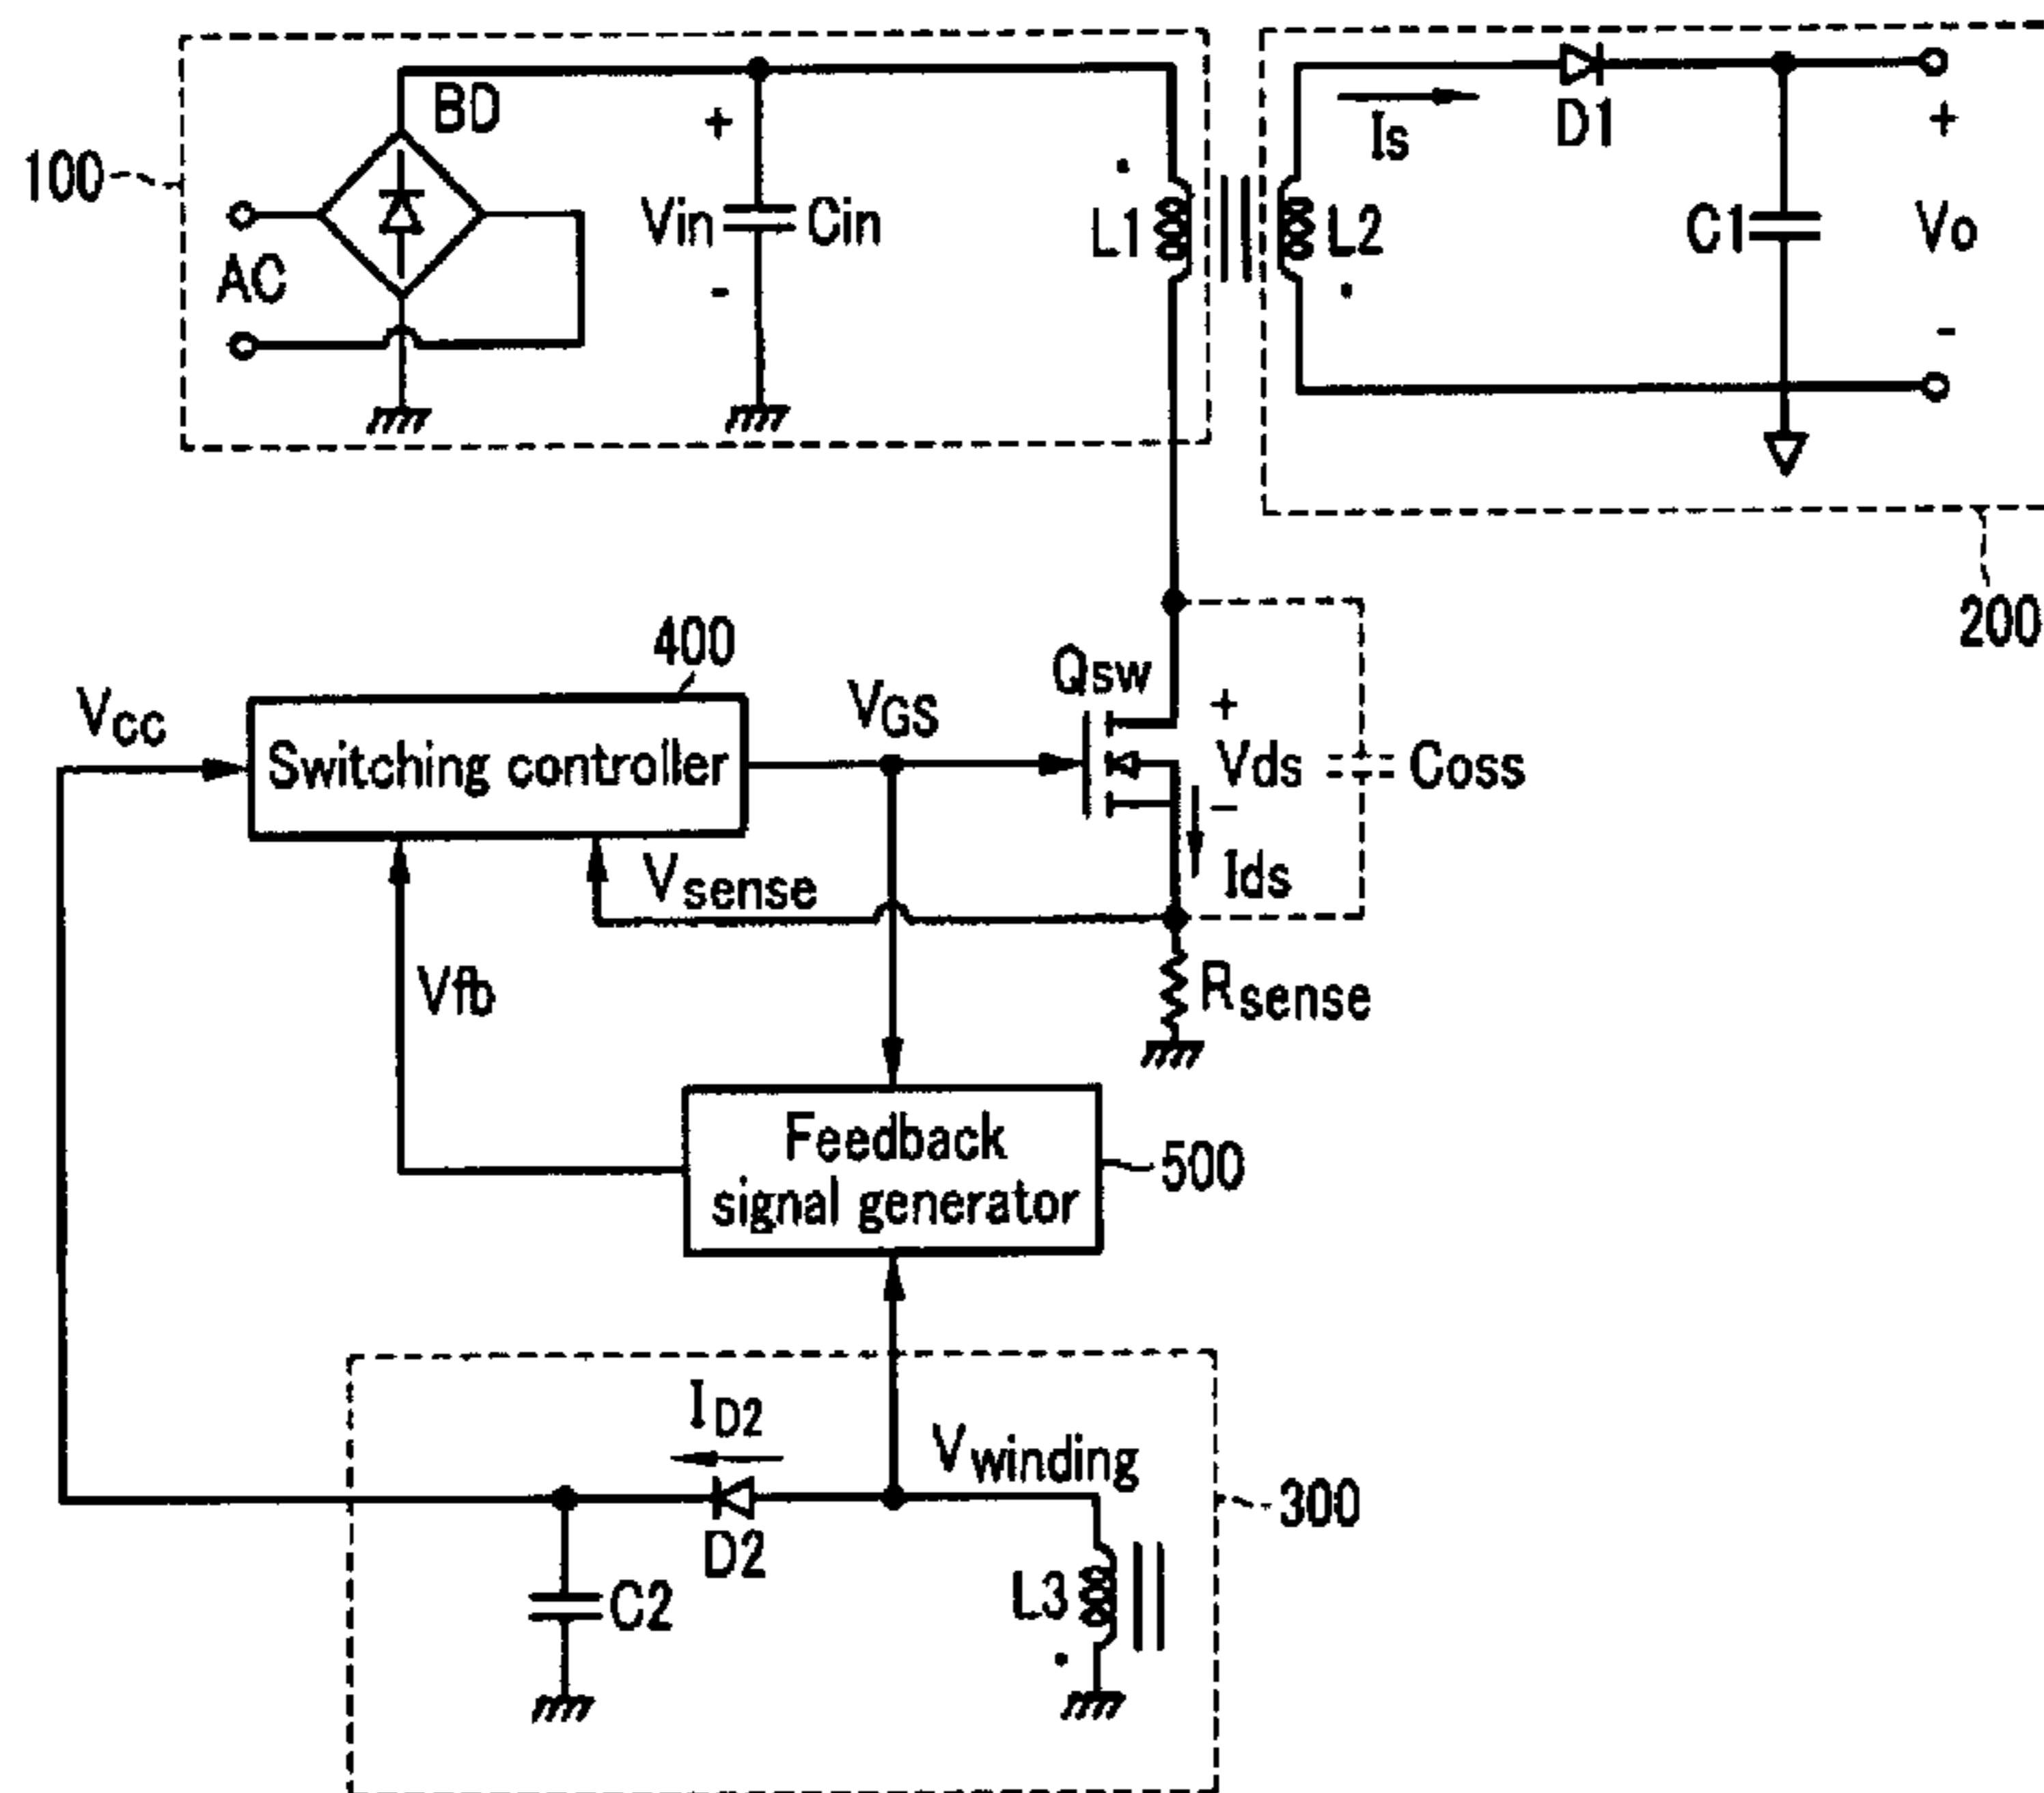 BD
100
AC
+
Vin
-
Cin
L1
L2
Is
D1
C1
+
Vo
-
200
400
Vcc
Switching controller
VGS
Qsw
+
Vds
-
Coss
Vsense
Ids
Vfb
Rsense
Feedback
signal generator
500
ID2
Vwinding
D2
C2
L3
300